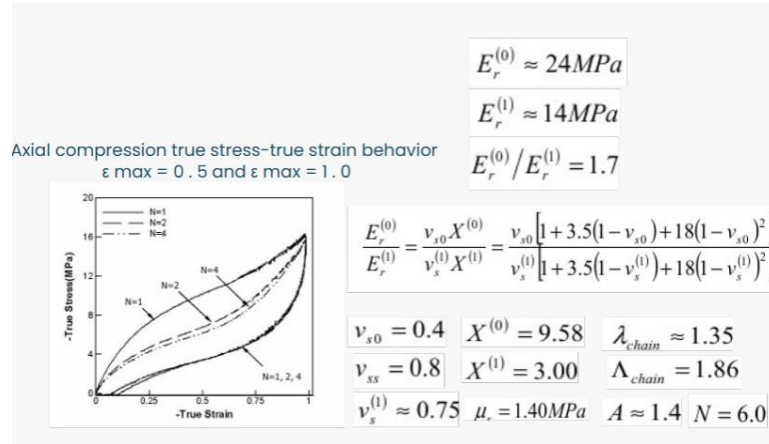 E_r^(0) ≈ 24MPa
E_r^(1) ≈ 14MPa
E_r^(0)/E_r^(1) = 1.7
Axial compression true stress-true strain behavior
ε max = 0 . 5 and ε max = 1 . 0
20
16
12
8
4
0
N=1
N=2
N=4
N=1
N=2
N=4
N=1, 2, 4
0
0.25
0.5
0.75
1
-True Strain
-True Stress(MPa)
E_r^(0)/E_r^(1) = v_s0 X^(0)/v_s^(1) X^(1) = v_s0[1+3.5(1−v_s0)+18(1−v_s0)^2/v_s^(1)[1+3.5(1−v_s^(1))+18(1−v_s^(1))^2
v_s0 = 0.4 X^(0) = 9.58 λ_chain ≈ 1.35
v_ss = 0.8 X^(1) = 3.00 Λ_chain = 1.86
v_s^(1) ≈ 0.75 μ_r = 1.40MPa A ≈ 1.4 N = 6.0